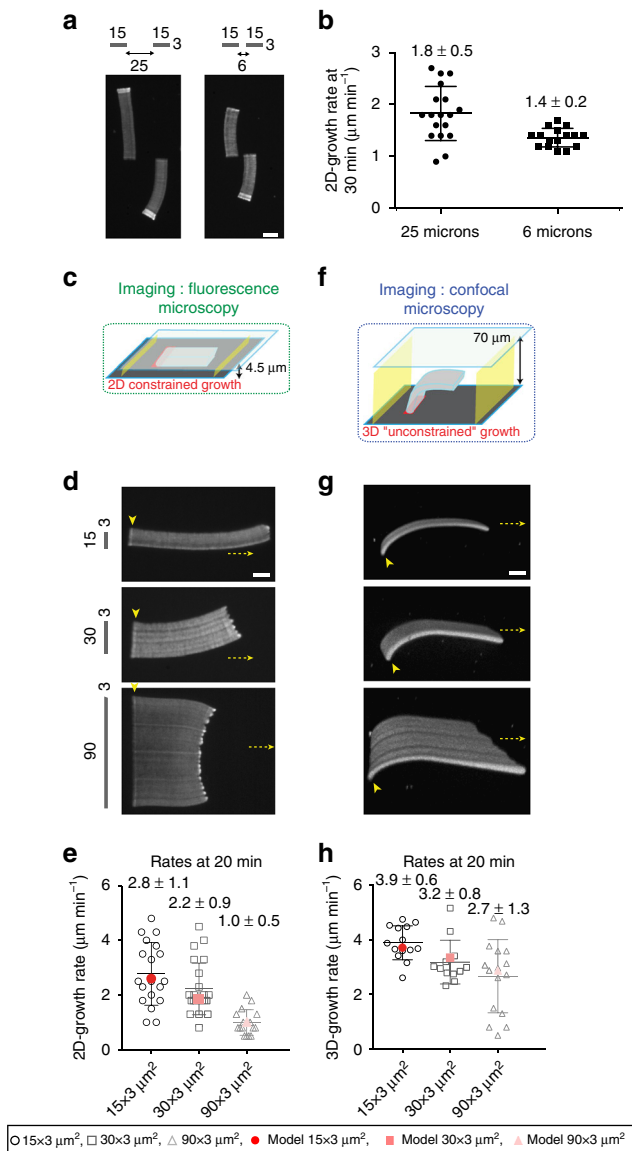 a
15 15
3
25
15 15
3
6
b
2D-growth rate at
30 min (µm min⁻¹)
3
2
1
0
1.8 ± 0.5
1.4 ± 0.2
25 microns
6 microns
c
Imaging : fluorescence
microscopy
4.5 µm
2D constrained growth
f
Imaging : confocal
microscopy
70 µm
3D "unconstrained" growth
d
3
15
3
30
3
90
g
e
Rates at 20 min
2.8 ± 1.1
2.2 ± 0.9
1.0 ± 0.5
2D-growth rate (µm min⁻¹)
6
4
2
0
15×3 µm²
30×3 µm²
90×3 µm²
h
Rates at 20 min
3.9 ± 0.6
3.2 ± 0.8
2.7 ± 1.3
3D-growth rate (µm min⁻¹)
6
4
2
0
15×3 µm²
30×3 µm²
90×3 µm²
15×3 µm², 30×3 µm², 90×3 µm², Model 15×3 µm², Model 30×3 µm², Model 90×3 µm²